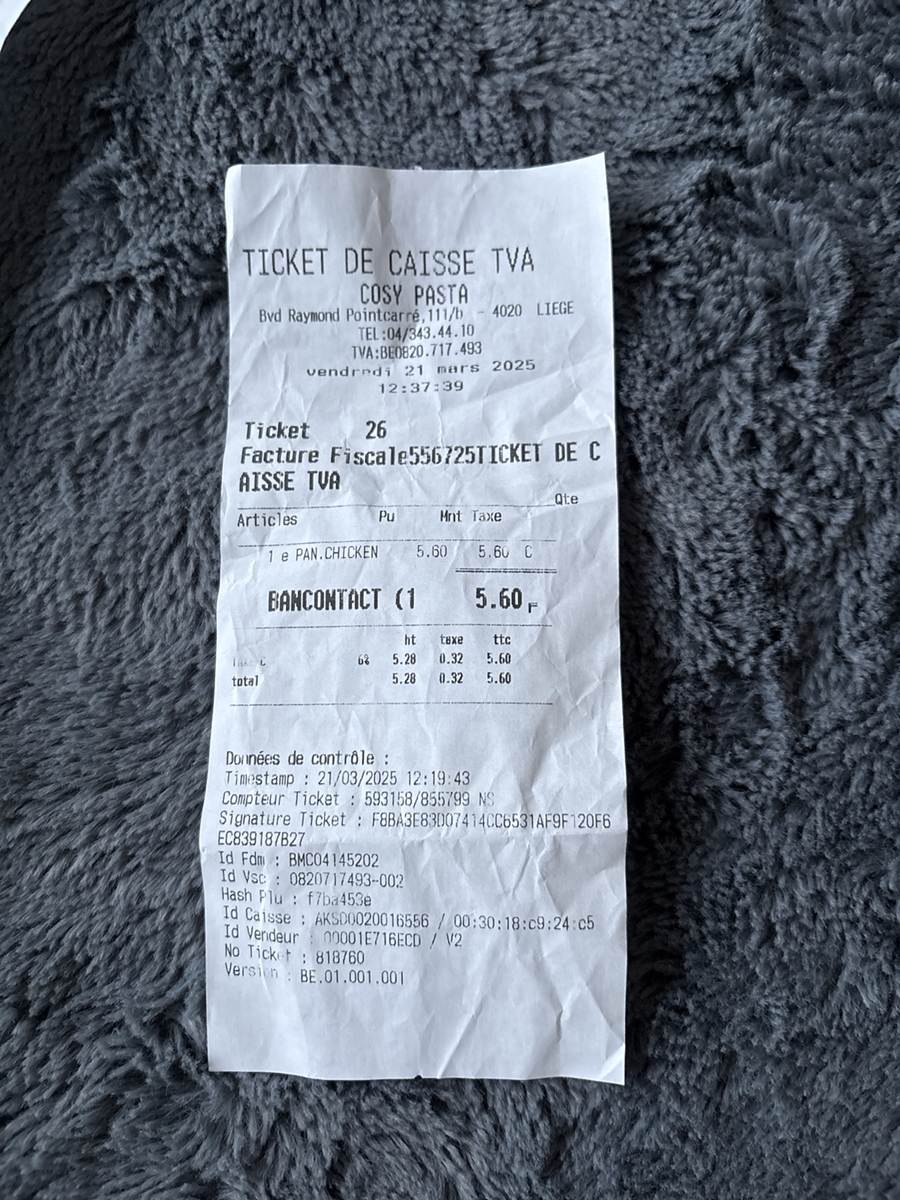 TICKET DE CAISSE TVA
COSY PASTA
Bvd Raymond Pointcarré,111/b - 4020 LIEGE
TEL:04/343.44.10
TVA:BE0820.717.493
vendredi 21 mars 2025
12:37:39
Ticket 26
Facture Fiscale556725TICKET DE C
AISSE TVA
Qte
Articles Pu Mnt Taxe
1 e PAN.CHICKEN 5.60 5.60 C
BANCONTACT (1 5.60
ht taxe ttc
C 6% 5.28 0.32 5.60
total 5.28 0.32 5.60
Données de contrôle :
Timestamp : 21/03/2025 12:19:43
Compteur Ticket : 593158/855799 NS
Signature Ticket : F8BA3E83D07414CC6531AF9F120F6
EC839187B27
Id Fdm : BMC04145202
Id Vsc : 0820717493-002
Hash Plu : f7ba453e
Id Caisse : AKSD0020016556 / 00:30:18:c9:24:c5
Id Vendeur : 00001E716ECD / V2
No Ticket : 818760
Version : BE.01.001.001